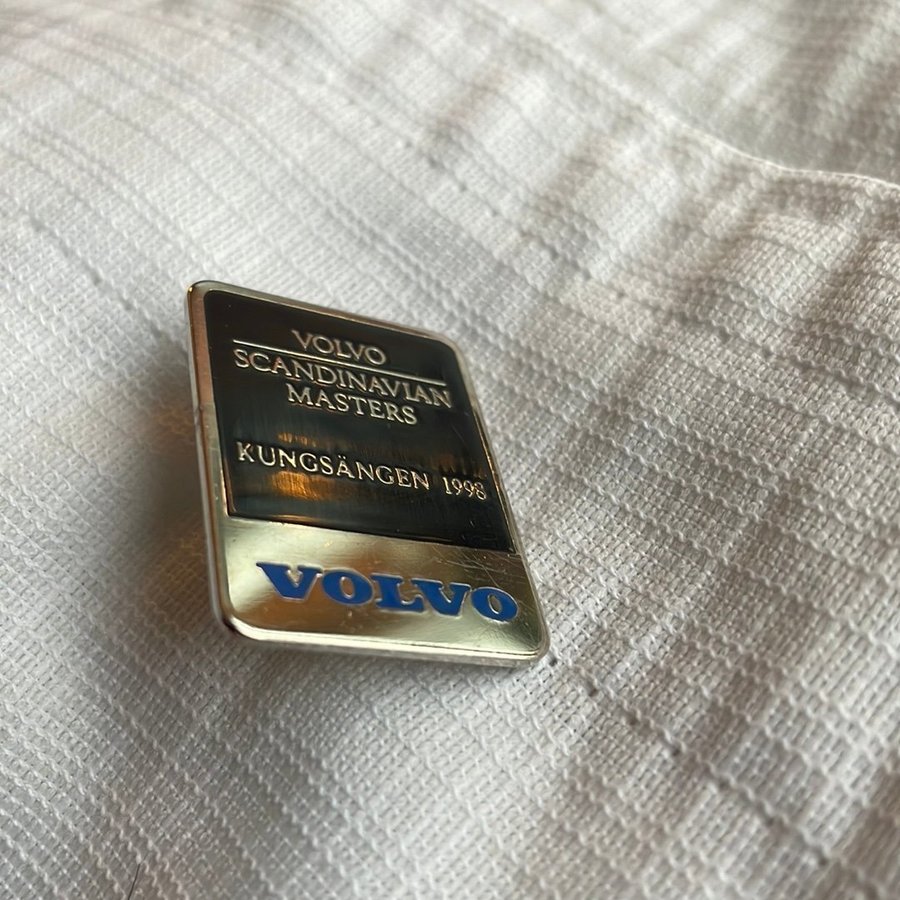 VOLVO
SCANDINAVIAN
MASTERS
KUNGSÄNGEN 1998
VOLVO